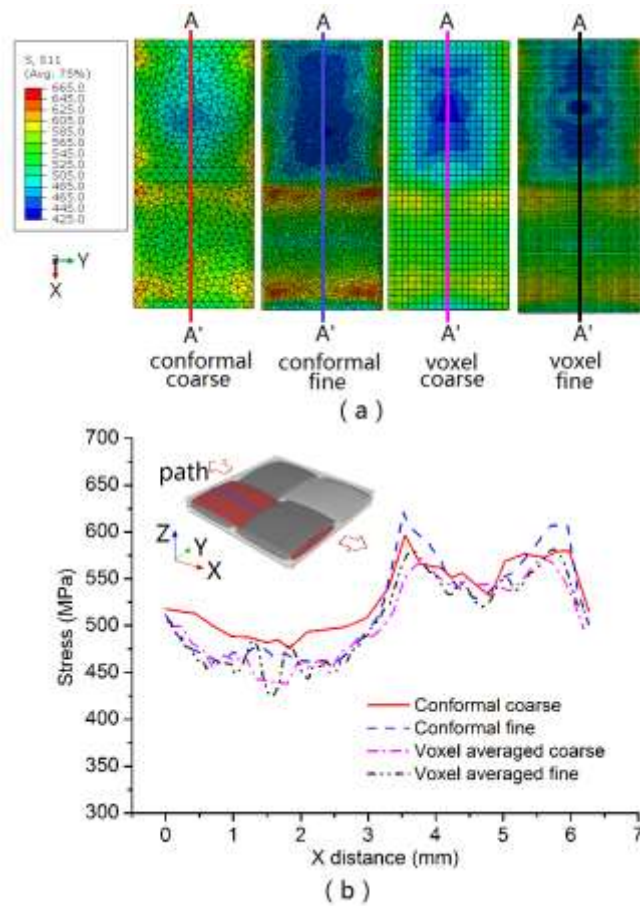 A A A A
S, S11
(Avg: 75%)
665.0
645.0
625.0
605.0
585.0
565.0
545.0
525.0
505.0
485.0
465.0
445.0
425.0
Y
X
A' A' A' A'
conformal coarse
conformal fine
voxel coarse
voxel fine
( a )
700
650
600
550
500
450
400
350
300
Stress (MPa)
path
Z
Y
X
Conformal coarse
Conformal fine
Voxel averaged coarse
Voxel averaged fine
0 1 2 3 4 5 6 7
X distance (mm)
( b )